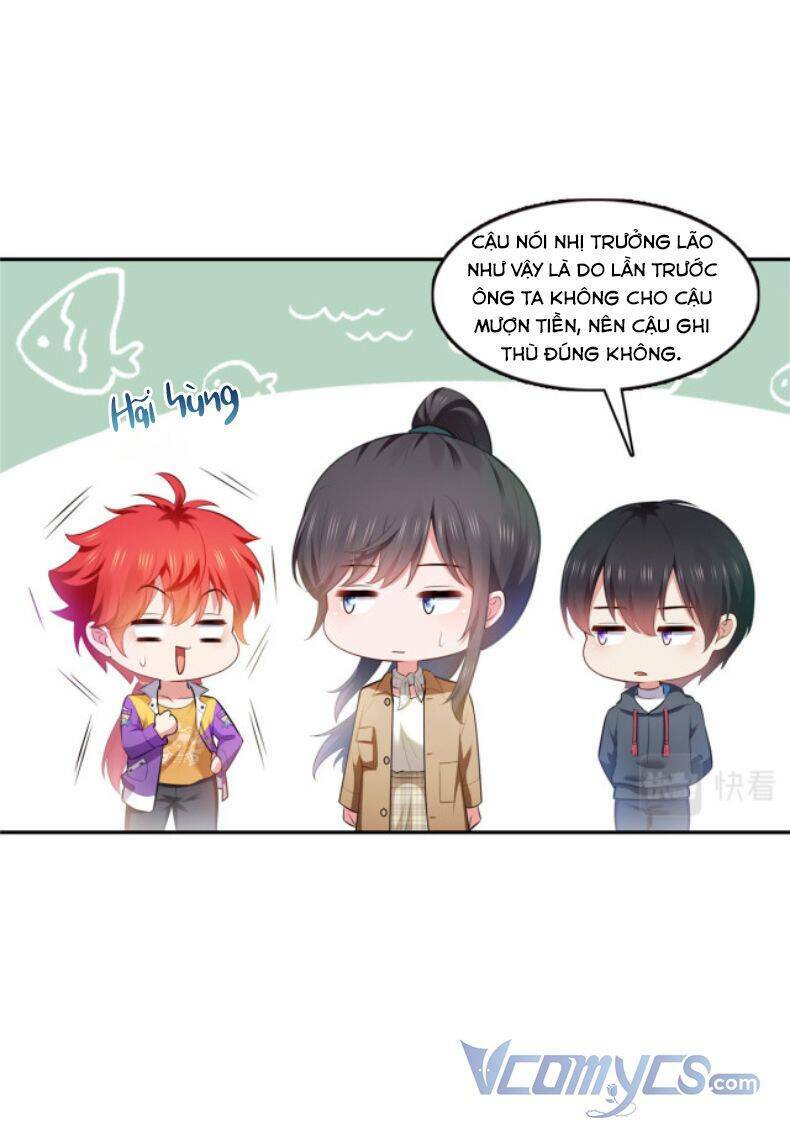 CẬU NÓI NHỊ TRƯỞNG LÃO
NHƯ VẬY LÀ DO LẦN TRƯỚC
ÔNG TA KHÔNG CHO CẬU
MƯỢN TIỀN, NÊN CẬU GHI
THÙ ĐÚNG KHÔNG.
Hãi hùng
快看
Vcomycs.com